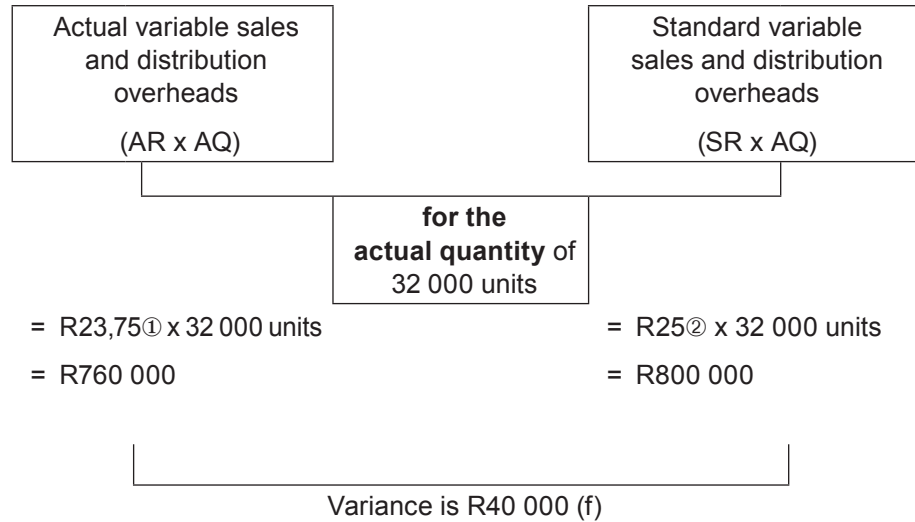 Actual variable sales
and distribution
overheads
(AR x AQ)
Standard variable
sales and distribution
overheads
(SR x AQ)
for the
actual quantity of
32 000 units
= R23,75① x 32 000 units
= R760 000
= R25② x 32 000 units
= R800 000
Variance is R40 000 (f)